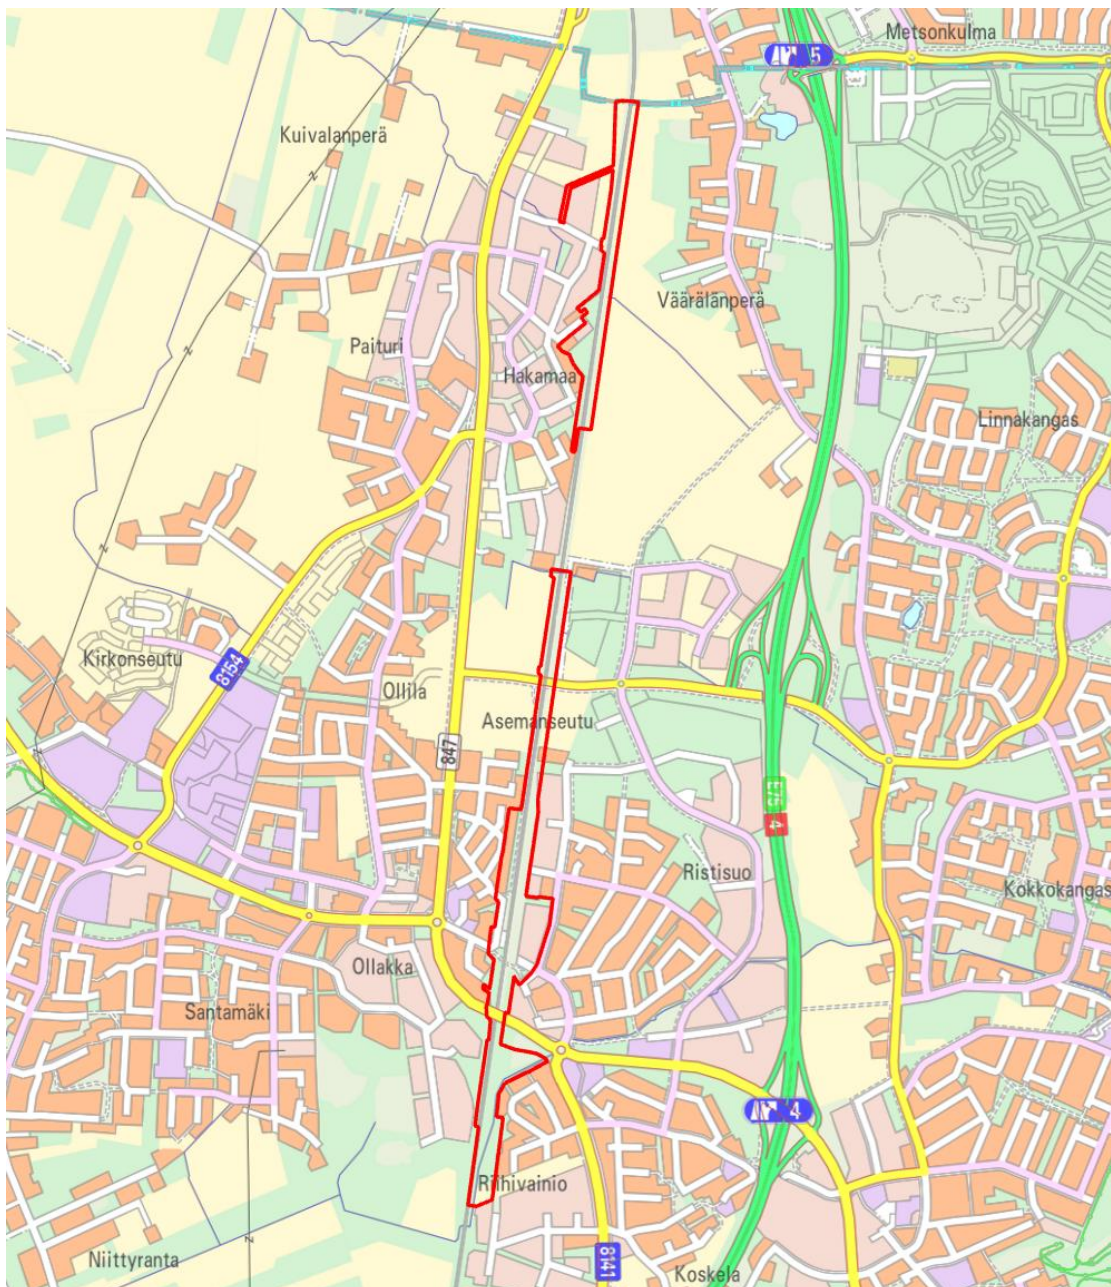 Metsonkulma
5
Kuivalanperä
Väärälänperä
Paituri
Hakamaa
Linnakangas
Kirkonseutu
8154
Ollila
Asemanseutu
847
E75
4
Ristisuo
Kokkokangas
Ollakka
Santamäki
4
Riihivainio
Niittyranta
8141
Koskela